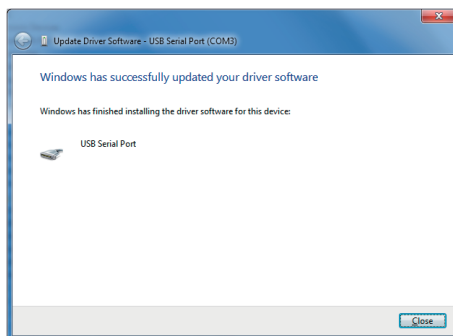 Update Driver Software - USB Serial Port (COM3)
Windows has successfully updated your driver software
Windows has finished installing the driver software for this device:
USB Serial Port
Close